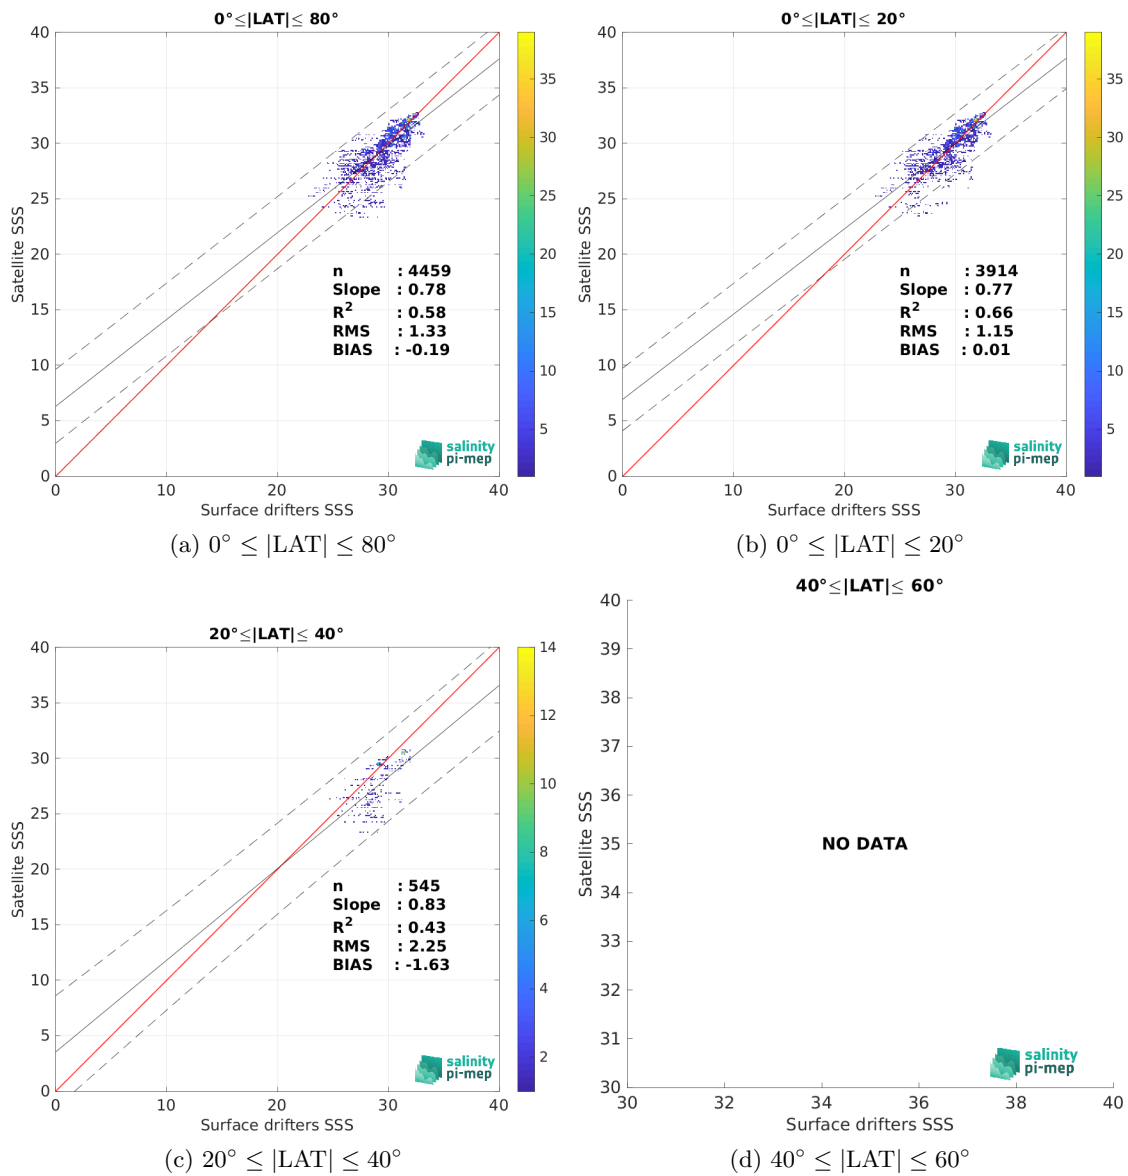 0°≤|LAT|≤ 80°
40
35
30
25
20
15
10
5
0
Satellite SSS
0
10
20
30
40
Surface drifters SSS
n : 4459
Slope : 0.78
R² : 0.58
RMS : 1.33
BIAS : -0.19
salinity
pi-mep
35
30
25
20
15
10
5
(a) 0° ≤ |LAT| ≤ 80°
0°≤|LAT|≤ 20°
40
35
30
25
20
15
10
5
0
Satellite SSS
0
10
20
30
40
Surface drifters SSS
n : 3914
Slope : 0.77
R² : 0.66
RMS : 1.15
BIAS : 0.01
salinity
pi-mep
35
30
25
20
15
10
5
(b) 0° ≤ |LAT| ≤ 20°
20°≤|LAT|≤ 40°
40
35
30
25
20
15
10
5
0
Satellite SSS
0
10
20
30
40
Surface drifters SSS
n : 545
Slope : 0.83
R² : 0.43
RMS : 2.25
BIAS : -1.63
salinity
pi-mep
14
12
10
8
6
4
2
(c) 20° ≤ |LAT| ≤ 40°
40°≤|LAT|≤ 60°
40
39
38
37
36
35
34
33
32
31
30
Satellite SSS
NO DATA
salinity
pi-mep
30
32
34
36
38
40
Surface drifters SSS
(d) 40° ≤ |LAT| ≤ 60°